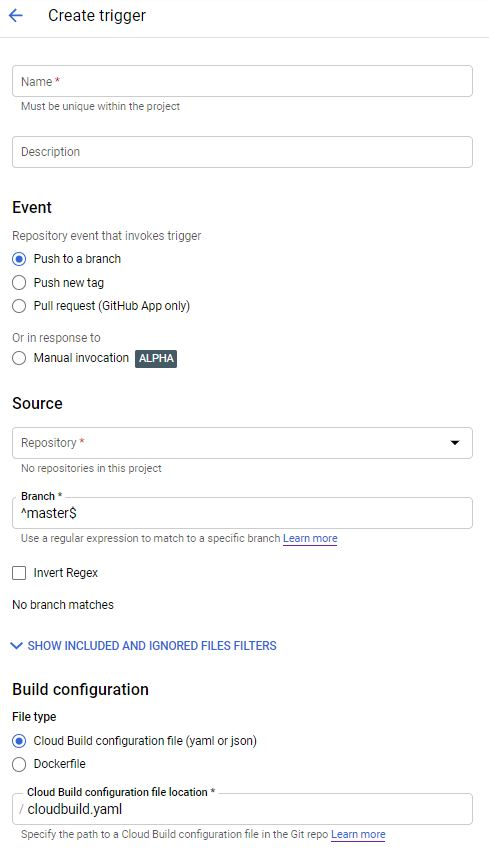 Create trigger
Name *
Must be unique within the project
Description
Event
Repository event that invokes trigger
Push to a branch
Push new tag
Pull request (GitHub App only)
Or in response to
Manual invocation ALPHA
Source
Repository *
No repositories in this project
Branch *
^master$
Use a regular expression to match to a specific branch Learn more
Invert Regex
No branch matches
SHOW INCLUDED AND IGNORED FILES FILTERS
Build configuration
File type
Cloud Build configuration file (yaml or json)
Dockerfile
Cloud Build configuration file location *
/ cloudbuild.yaml
Specify the path to a Cloud Build configuration file in the Git repo Learn more